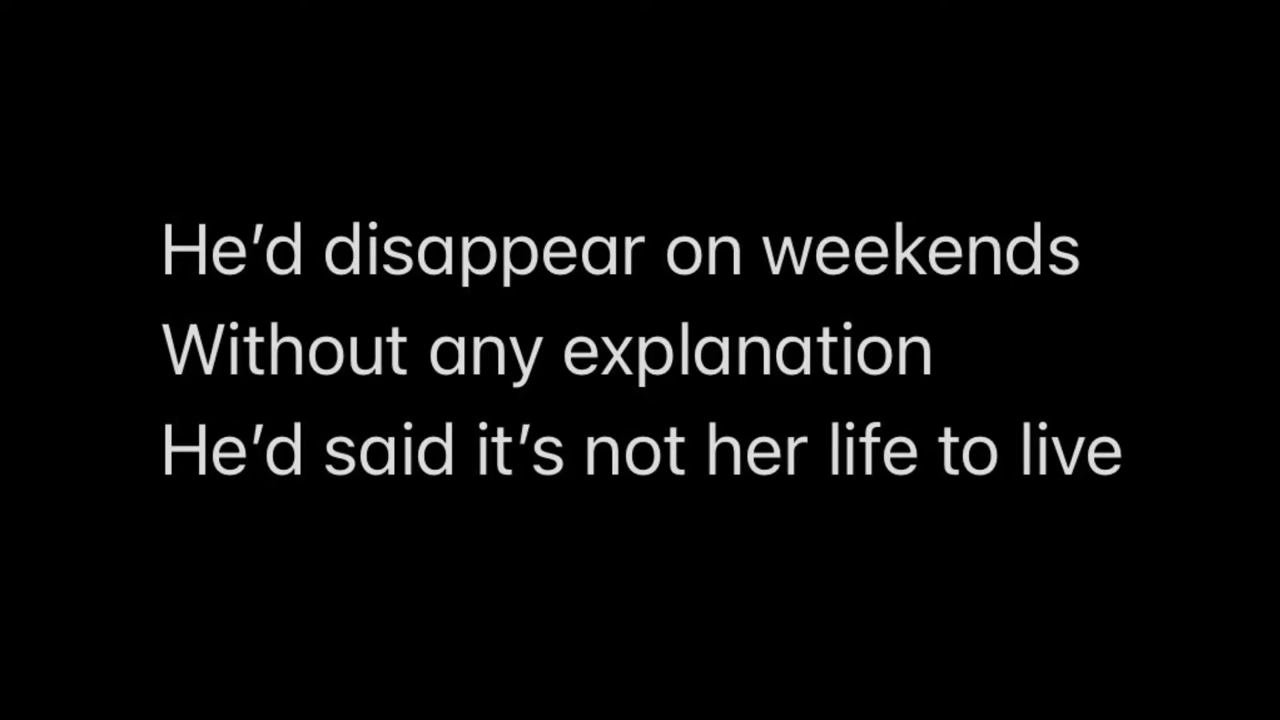 He’d disappear on weekends
Without any explanation
He’d said it’s not her life to live